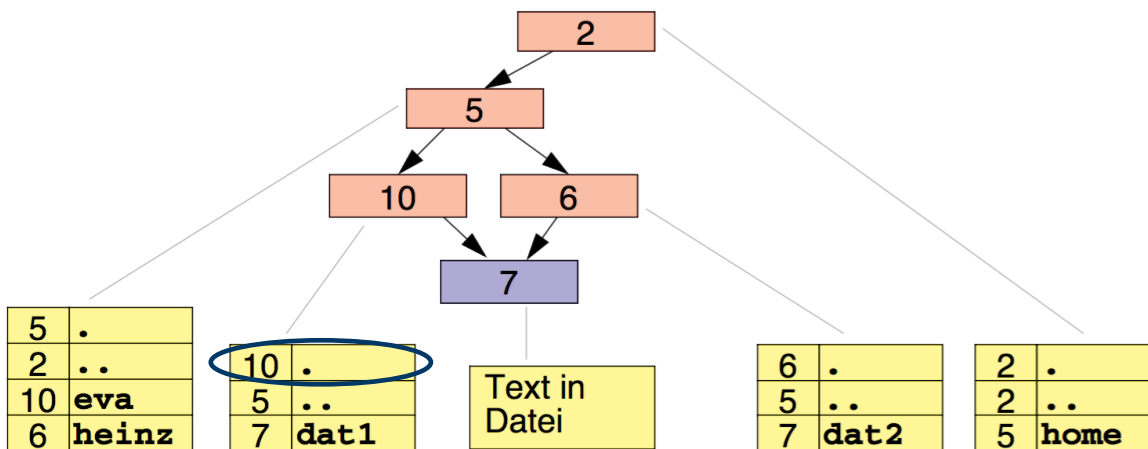 2
5
10 6
7
5 .
2 ..
10 eva
6 heinz
10 .
5 ..
7 dat1
Text in
Datei
6 .
5 ..
7 dat2
2 .
2 ..
5 home